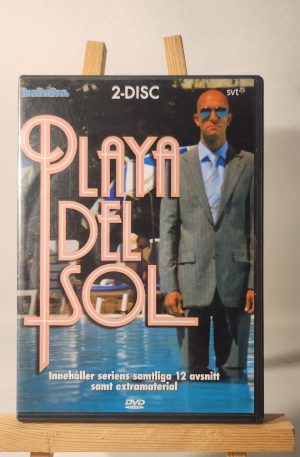 2-DISC
svt
PLAYA
DEL
SOL
Innehåller seriens samtliga 12 avsnitt
samt extramaterial
DVD